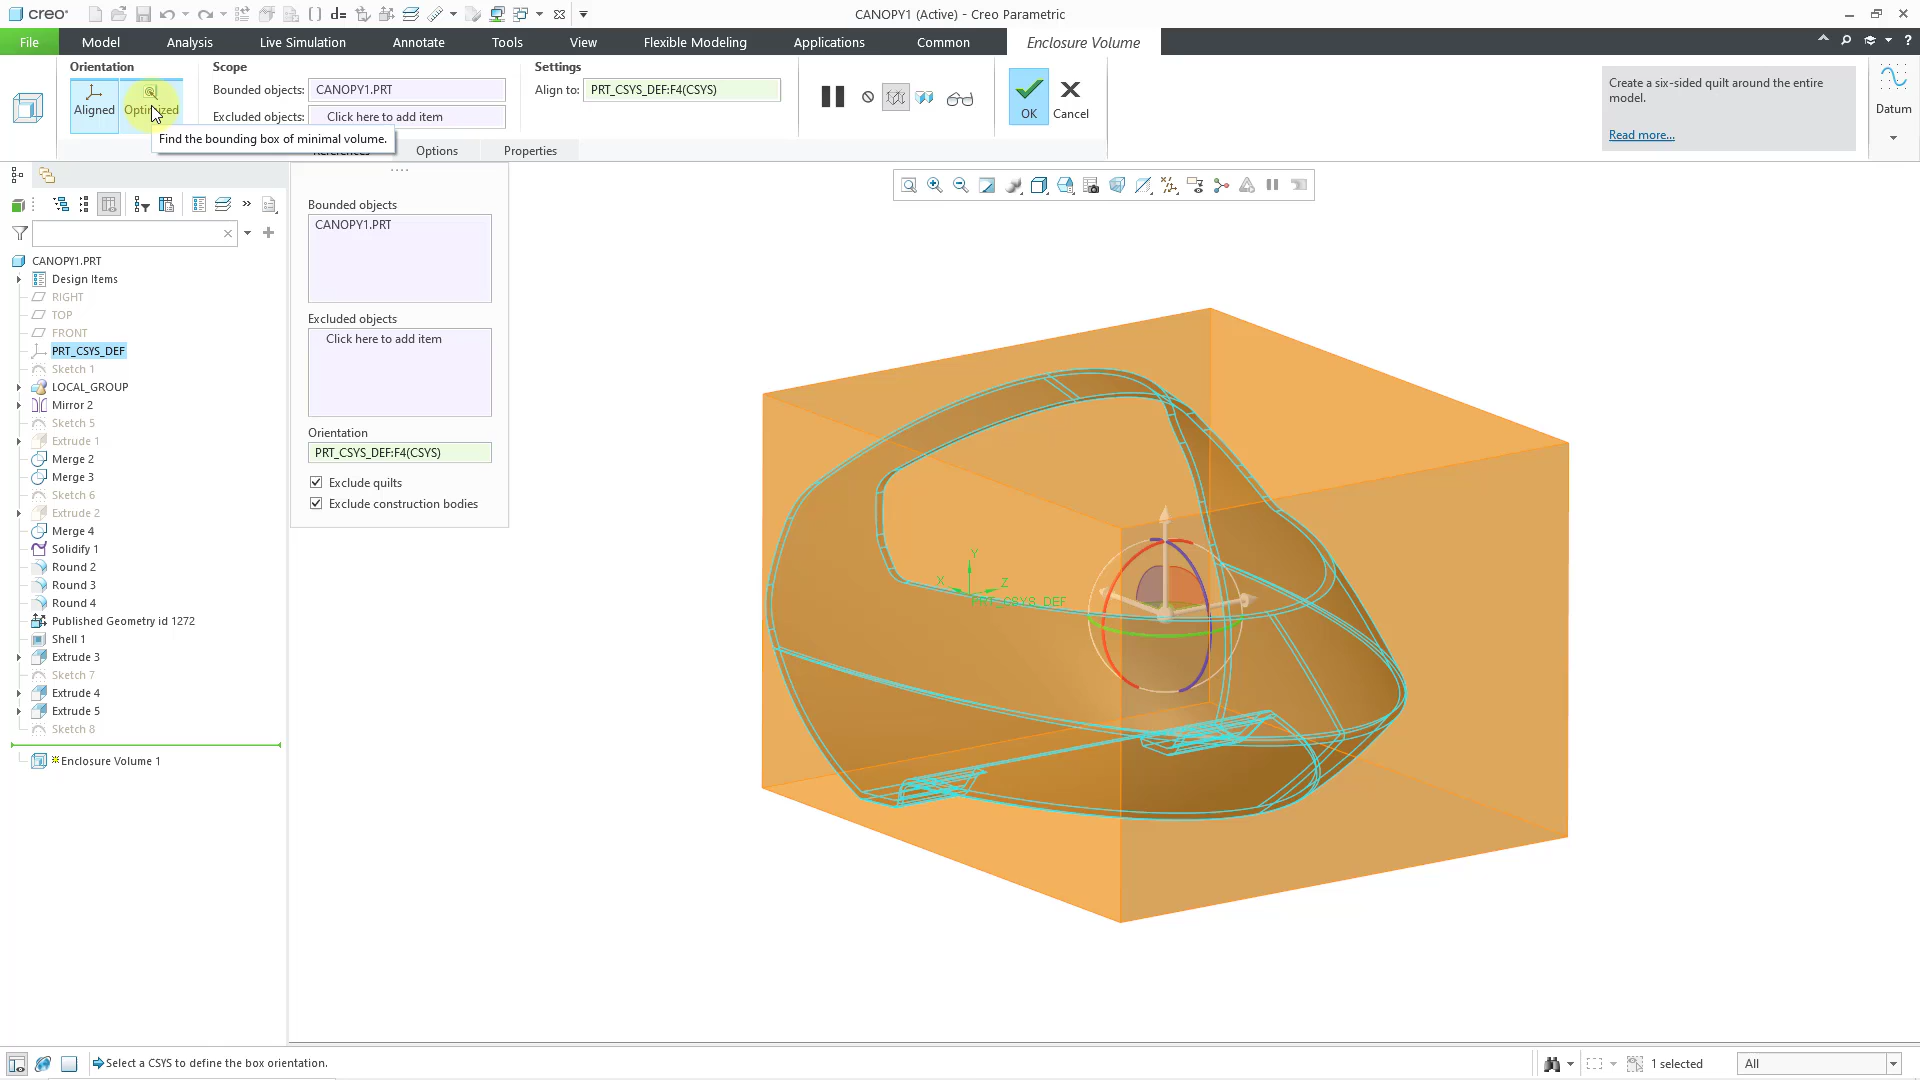 creo
CANOPY1 (Active) - Creo Parametric
File
Model
Analysis
Live Simulation
Annotate
Tools
View
Flexible Modeling
Applications
Common
Enclosure Volume
Orientation
Aligned
Optimized
Scope
Bounded objects:
CANOPY1.PRT
Excluded objects:
Click here to add item
Settings
Align to:
PRT_CSYS_DEF:F4(CSYS)
OK
Cancel
Create a six-sided quilt around the entire
model.
Read more...
Datum
Find the bounding box of minimal volume.
Options
Properties
CANOPY1.PRT
Design Items
RIGHT
TOP
FRONT
PRT_CSYS_DEF
Sketch 1
LOCAL_GROUP
Mirror 2
Sketch 5
Extrude 1
Merge 2
Merge 3
Sketch 6
Extrude 2
Merge 4
Solidify 1
Round 2
Round 3
Round 4
Published Geometry id 1272
Shell 1
Extrude 3
Sketch 7
Extrude 4
Extrude 5
Sketch 8
Enclosure Volume 1
Bounded objects
CANOPY1.PRT
Excluded objects
Click here to add item
Orientation
PRT_CSYS_DEF:F4(CSYS)
Exclude quilts
Exclude construction bodies
Y
X
Z
PRT_CSYS_DEF
Select a CSYS to define the box orientation.
1 selected
All